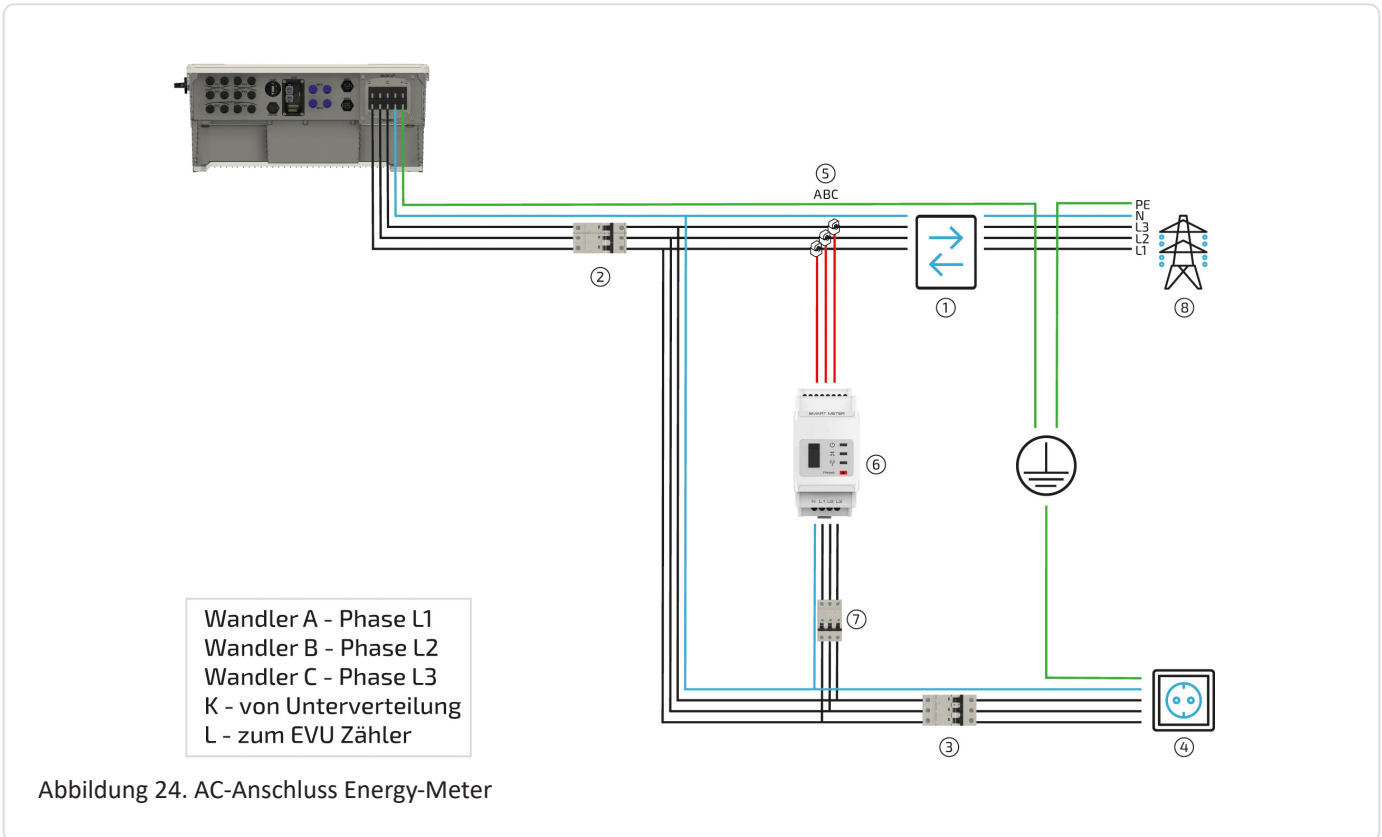 ⑤
ABC
PE
N
L3
L2
L1
②
①
⑧
SMART METER
⑥
N L1 L2 L3
⑦
Wandler A - Phase L1
Wandler B - Phase L2
Wandler C - Phase L3
K - von Unterverteilung
L - zum EVU Zähler
③
④
Abbildung 24. AC-Anschluss Energy-Meter